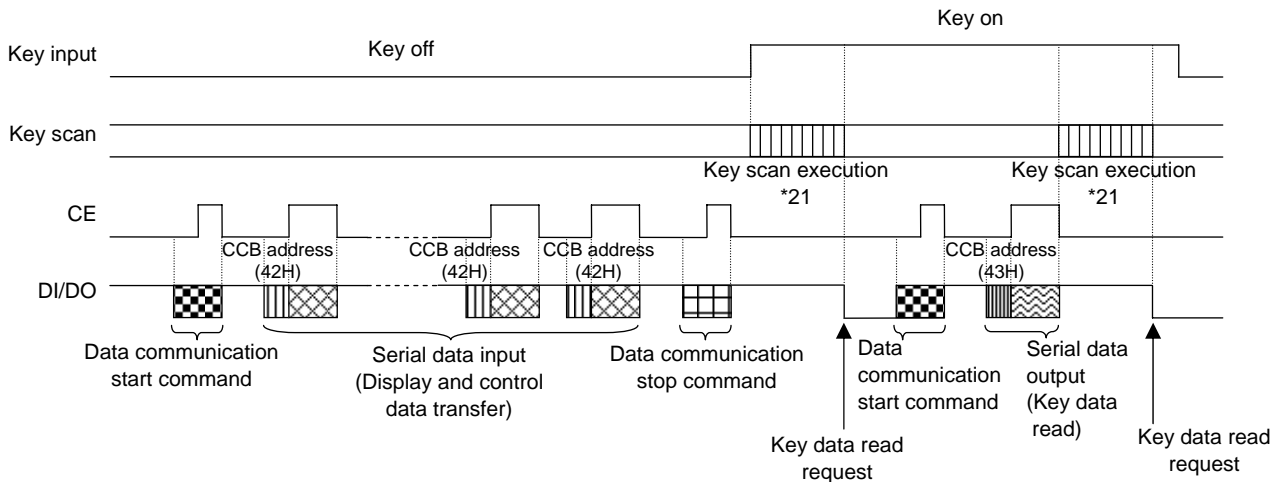 Key on
Key off
Key input
Key scan
Key scan execution
*21
Key scan execution
*21
CE
CCB address
(42H)
CCB address
(42H)
CCB address
(42H)
CCB address
(43H)
DI/DO
Data communication
start command
Serial data input
(Display and control
data transfer)
Data communication
stop command
Data
communication
start command
Serial data
output
(Key data
read)
Key data read
request
Key data read
request